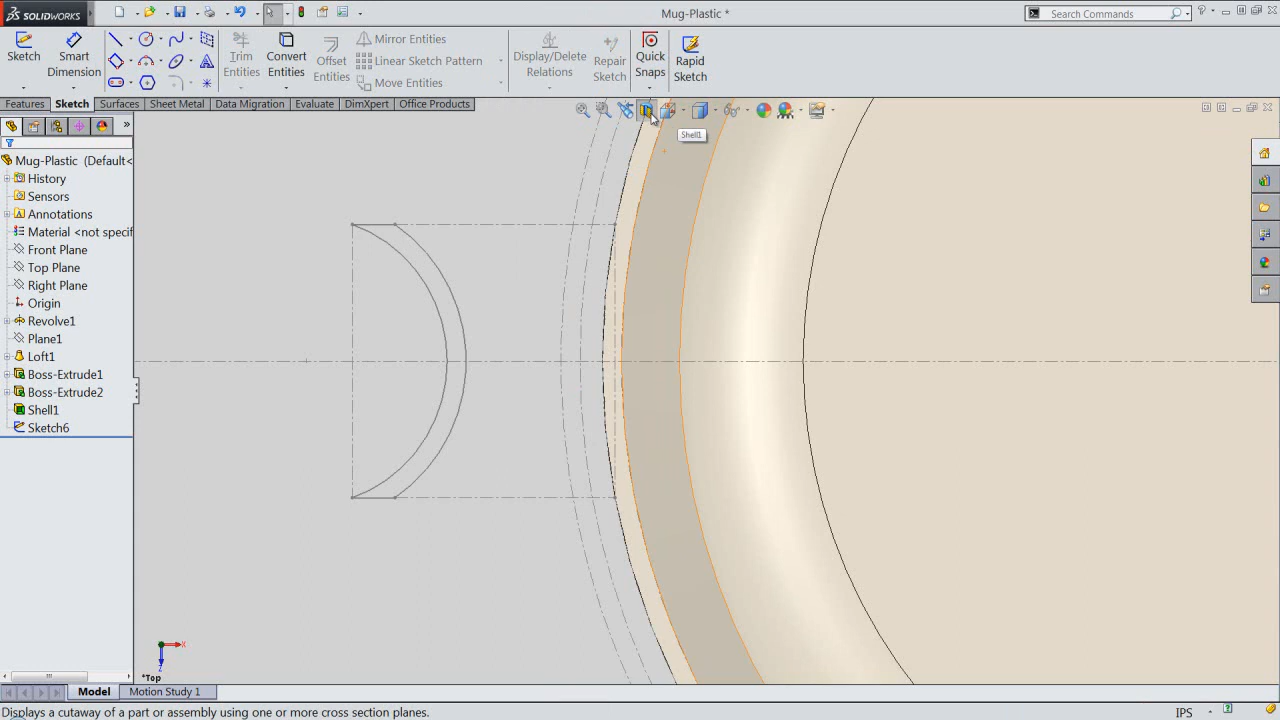 SOLIDWORKS
Mug-Plastic *
Search Commands
Sketch
Smart Dimension
Trim Entities
Convert Entities
Offset Entities
Mirror Entities
Linear Sketch Pattern
Move Entities
Display/Delete Relations
Repair Sketch
Quick Snaps
Rapid Sketch
Features
Sketch
Surfaces
Sheet Metal
Data Migration
Evaluate
DimXpert
Office Products
Shell1
Mug-Plastic (Default<
History
Sensors
Annotations
Material <not specif
Front Plane
Top Plane
Right Plane
Origin
Revolve1
Plane1
Loft1
Boss-Extrude1
Boss-Extrude2
Shell1
Sketch6
X
Z
*Top
Model
Motion Study 1
Displays a cutaway of a part or assembly using one or more cross section planes.
IPS